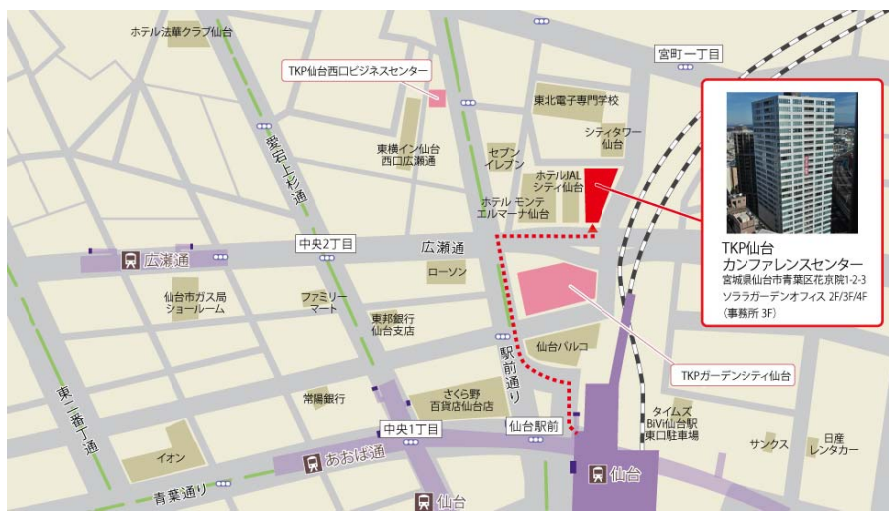 ホテル法華クラブ仙台
TKP仙台西口ビジネスセンター
宮町一丁目
東北電子専門学校
シティタワー
仙台
愛宕上杉通
東横イン仙台
西口広瀬通
セブン
イレブン
ホテルJAL
シティ仙台
ホテル モンテ
エルマーナ仙台
TKP仙台
カンファレンスセンター
宮城県仙台市青葉区花京院1-2-3
ソララガーデンオフィス 2F/3F/4F
(事務所 3F)
広瀬通
中央2丁目
広瀬通
ローソン
仙台市ガス局
ショールーム
ファミリー
マート
東邦銀行
仙台支店
駅前通り
仙台パルコ
TKPガーデンシティ仙台
東二番丁通
常陽銀行
さくら野
百貨店仙台店
中央1丁目
仙台駅前
タイムズ
BiVi仙台駅
東口駐車場
サンクス
日産
レンタカー
イオン
あおば通
青葉通り
仙台
仙台